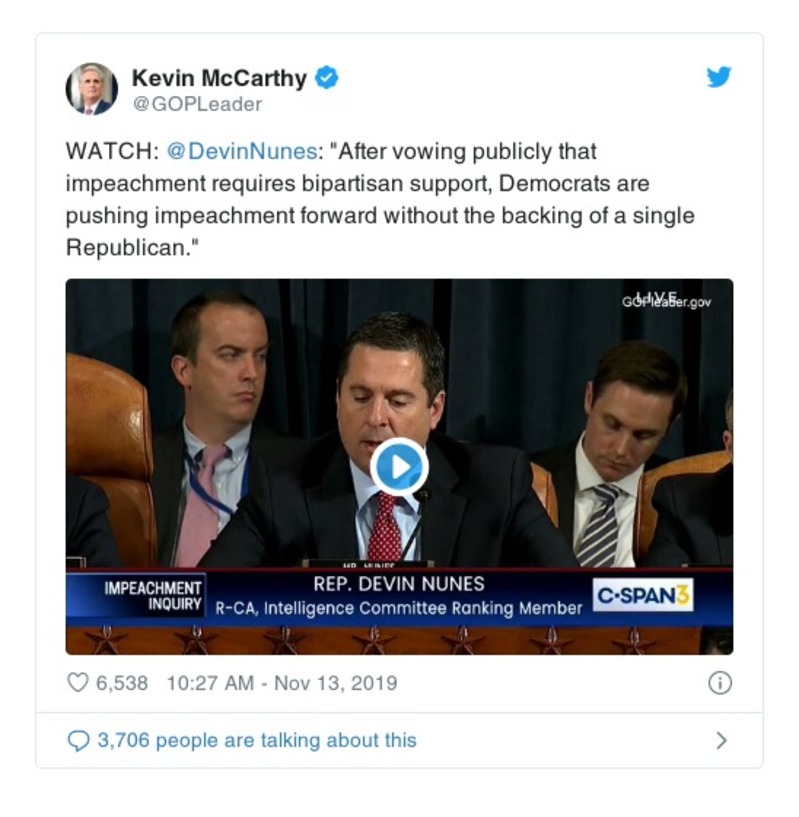 Kevin McCarthy
@GOPLeader
WATCH: @DevinNunes: "After vowing publicly that
impeachment requires bipartisan support, Democrats are
pushing impeachment forward without the backing of a single
Republican."
LIVE
GOPleader.gov
MR. NUNES
IMPEACHMENT
INQUIRY
REP. DEVIN NUNES
R-CA, Intelligence Committee Ranking Member
C-SPAN3
6,538 10:27 AM - Nov 13, 2019
3,706 people are talking about this